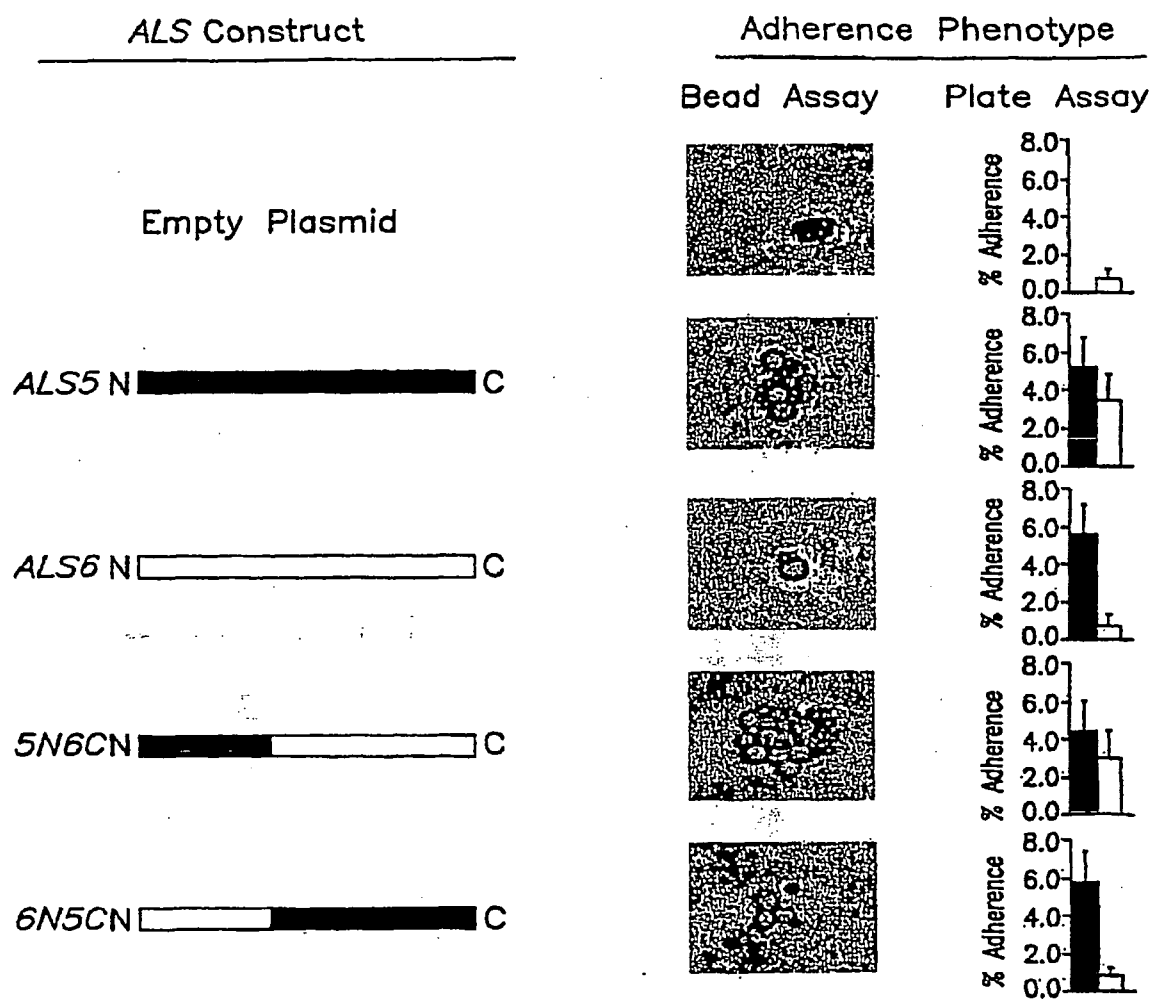 ALS Construct
Adherence Phenotype
Bead Assay
Plate Assay
Empty Plasmid
% Adherence
8.0
6.0
4.0
2.0
0.0
ALS5 N
C
% Adherence
8.0
6.0
4.0
2.0
0.0
ALS6 N
C
% Adherence
8.0
6.0
4.0
2.0
0.0
5N6C N
C
% Adherence
8.0
6.0
4.0
2.0
0.0
6N5C N
C
% Adherence
8.0
6.0
4.0
2.0
0.0